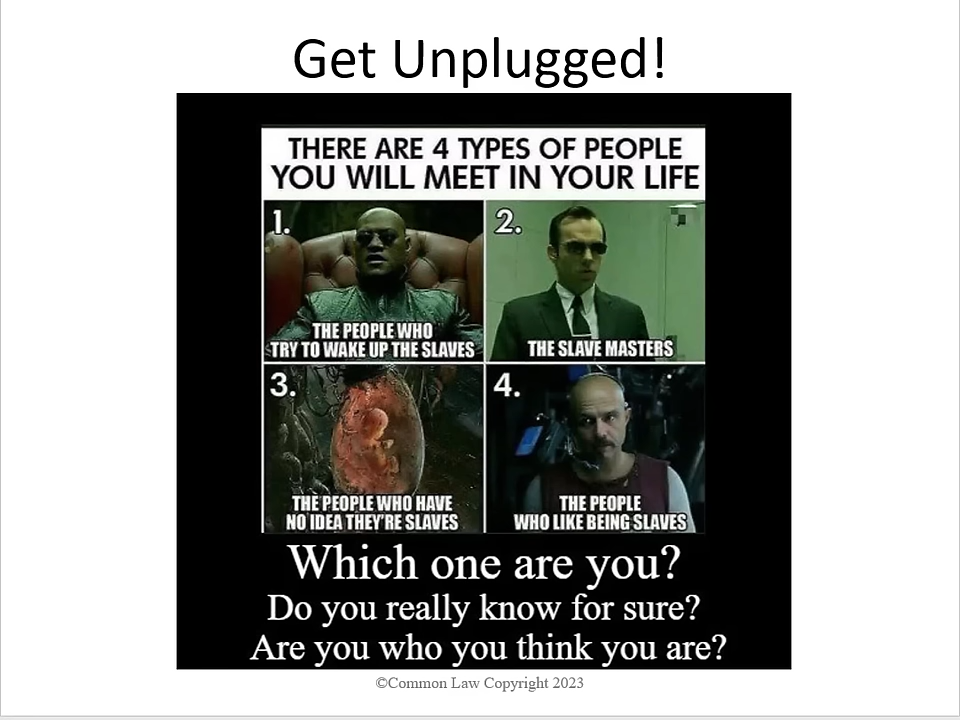 Get Unplugged!
THERE ARE 4 TYPES OF PEOPLE
YOU WILL MEET IN YOUR LIFE
1.
THE PEOPLE WHO
TRY TO WAKE UP THE SLAVES
2.
THE SLAVE MASTERS
3.
THE PEOPLE WHO HAVE
NO IDEA THEY'RE SLAVES
4.
THE PEOPLE
WHO LIKE BEING SLAVES
Which one are you?
Do you really know for sure?
Are you who you think you are?
©Common Law Copyright 2023